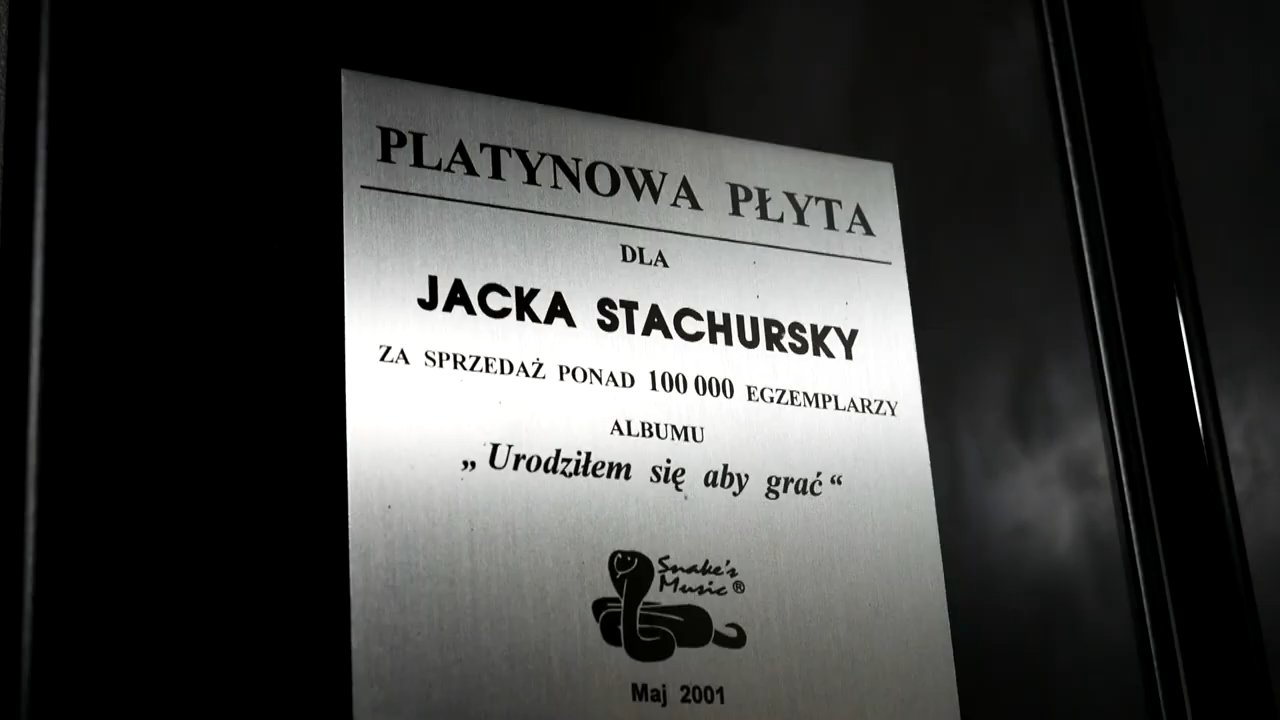 PLATYNOWA PŁYTA
DLA
JACKA STACHURSKY
ZA SPRZEDAŻ PONAD 100 000 EGZEMPLARZY
ALBUMU
„Urodziłem się aby grać“
Snake's
Music ®
Maj 2001